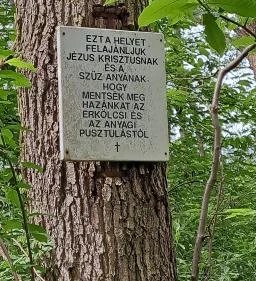 EZT A HELYET
FELAJÁNLJUK
JÉZUS KRISZTUSNAK
ÉS A
SZŰZ ANYÁNAK.
HOGY
MENTSÉK MEG
HAZÁNKAT AZ
ERKÖLCSI ÉS
AZ ANYAGI
PUSZTULÁSTÓL
†